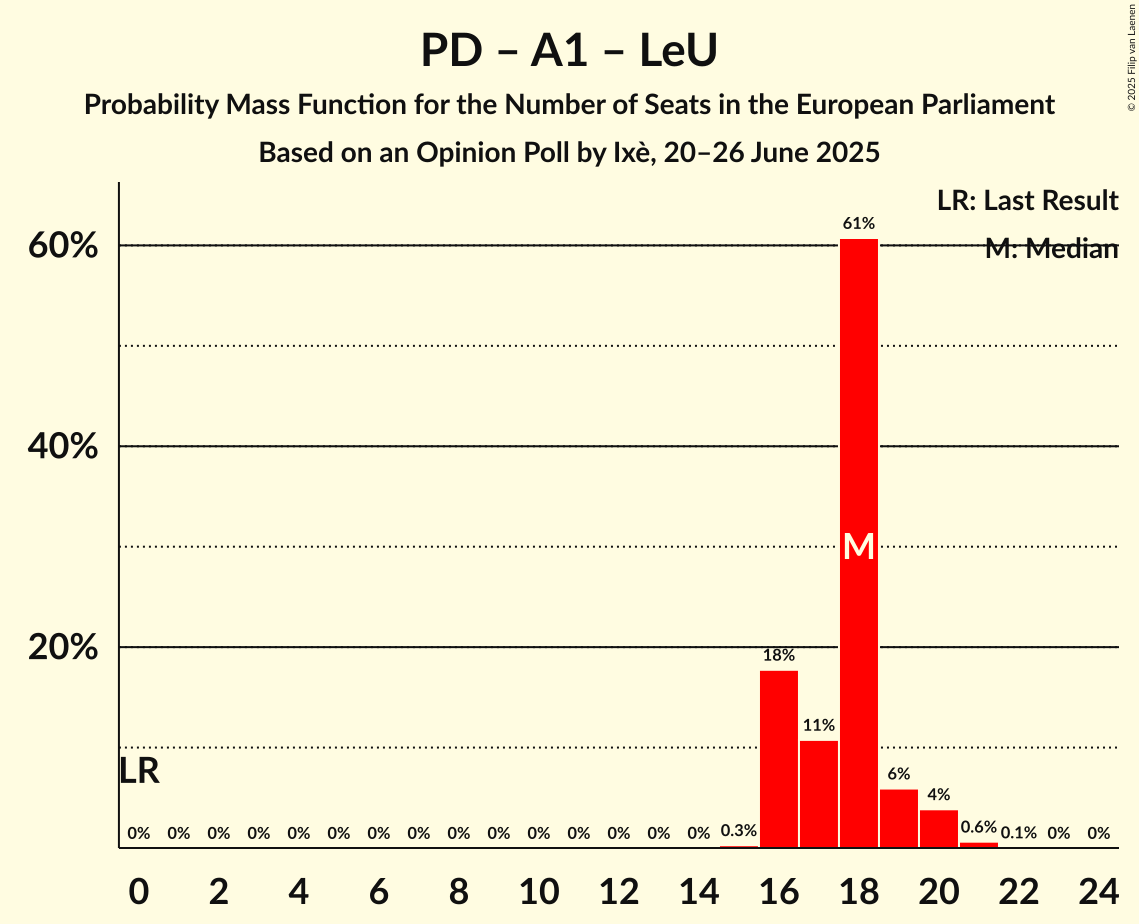 PD – A1 – LeU
Probability Mass Function for the Number of Seats in the European Parliament
Based on an Opinion Poll by Ixè, 20–26 June 2025
© 2025 Filip van Laenen
LR: Last Result
M: Median
61%
60%
40%
M
20%
18%
11%
LR
6%
4%
0% 0% 0% 0% 0% 0% 0% 0% 0% 0% 0% 0% 0% 0% 0% 0.3% 0.6% 0.1% 0% 0%
0 2 4 6 8 10 12 14 16 18 20 22 24